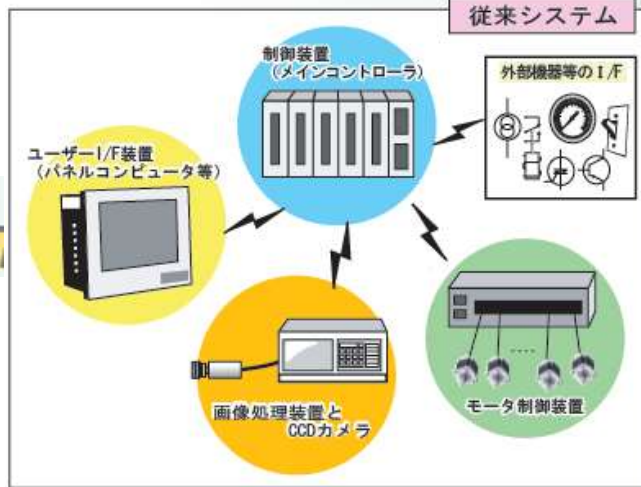 従来システム
制御装置
（メインコントローラ）
外部機器等のＩ/Ｆ
ユーザーI/F装置
（パネルコンピュータ等）
画像処理装置と
CCDカメラ
モータ制御装置